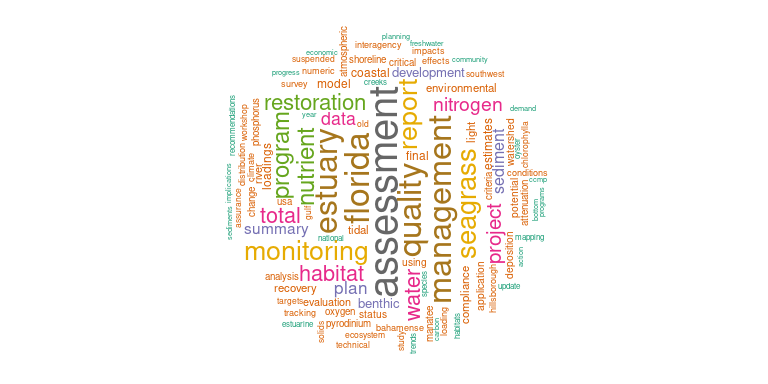 planning
freshwater
interagency
impacts
economic
suspended
atmospheric
shoreline
critical
effects
community
progress
numeric
coastal
development
southwest
survey
model
creeks
environmental
restoration
nitrogen
demand
recommendations
workshop
phosphorus
year
data
old
report
light
estimates
watershed
chlorophylla
oyster
program
nutrient
estuary
florida
assessment
quality
management
final
seagrass
sediment
criteria
conditions
ccmp
distribution
climate
river
loadings
implications
assurance
change
usa
gulf
total
summary
tidal
national
potential
attenuation
bottom
programs
sediments
monitoring
project
deposition
mapping
action
habitat
analysis
using
water
species
recovery
plan
compliance
application
hillsborough
update
targets
evaluation
benthic
tracking
oxygen
status
estuarine
solids
pyrodinium
bahamense
manatee
carbon
loading
habitats
ecosystem
study
trends
technical